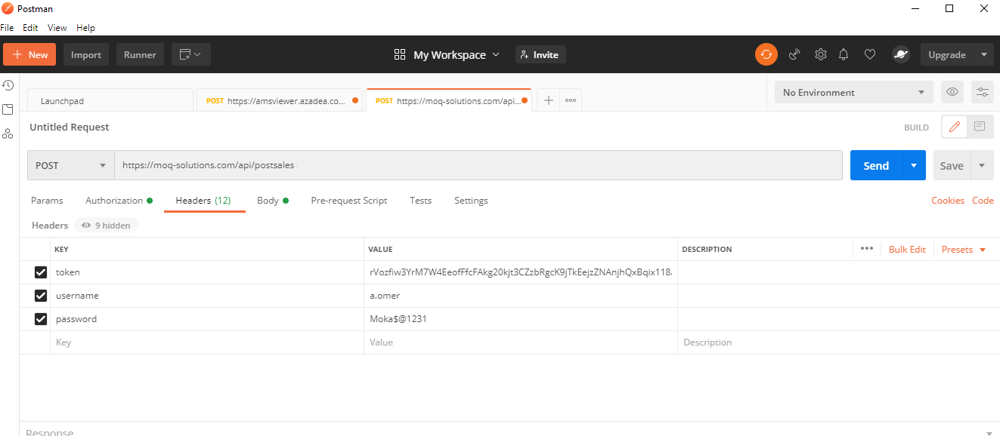 Postman
File Edit View Help
New Import Runner My Workspace Invite Upgrade
Launchpad POST https://amsviewer.azadea.co... POST https://moq-solutions.com/api... No Environment
Untitled Request BUILD
POST https://moq-solutions.com/api/postsales Send Save
Params Authorization Headers (12) Body Pre-request Script Tests Settings Cookies Code
Headers 9 hidden
KEY VALUE DESCRIPTION Bulk Edit Presets
token rVozfiw3YrM7W4EeofFfcFAkg20kjt3CZzbRgcK9jTkEejzZNAnjhQxBqix118
username a.omer
password Moka$@1231
Key Value Description
Response